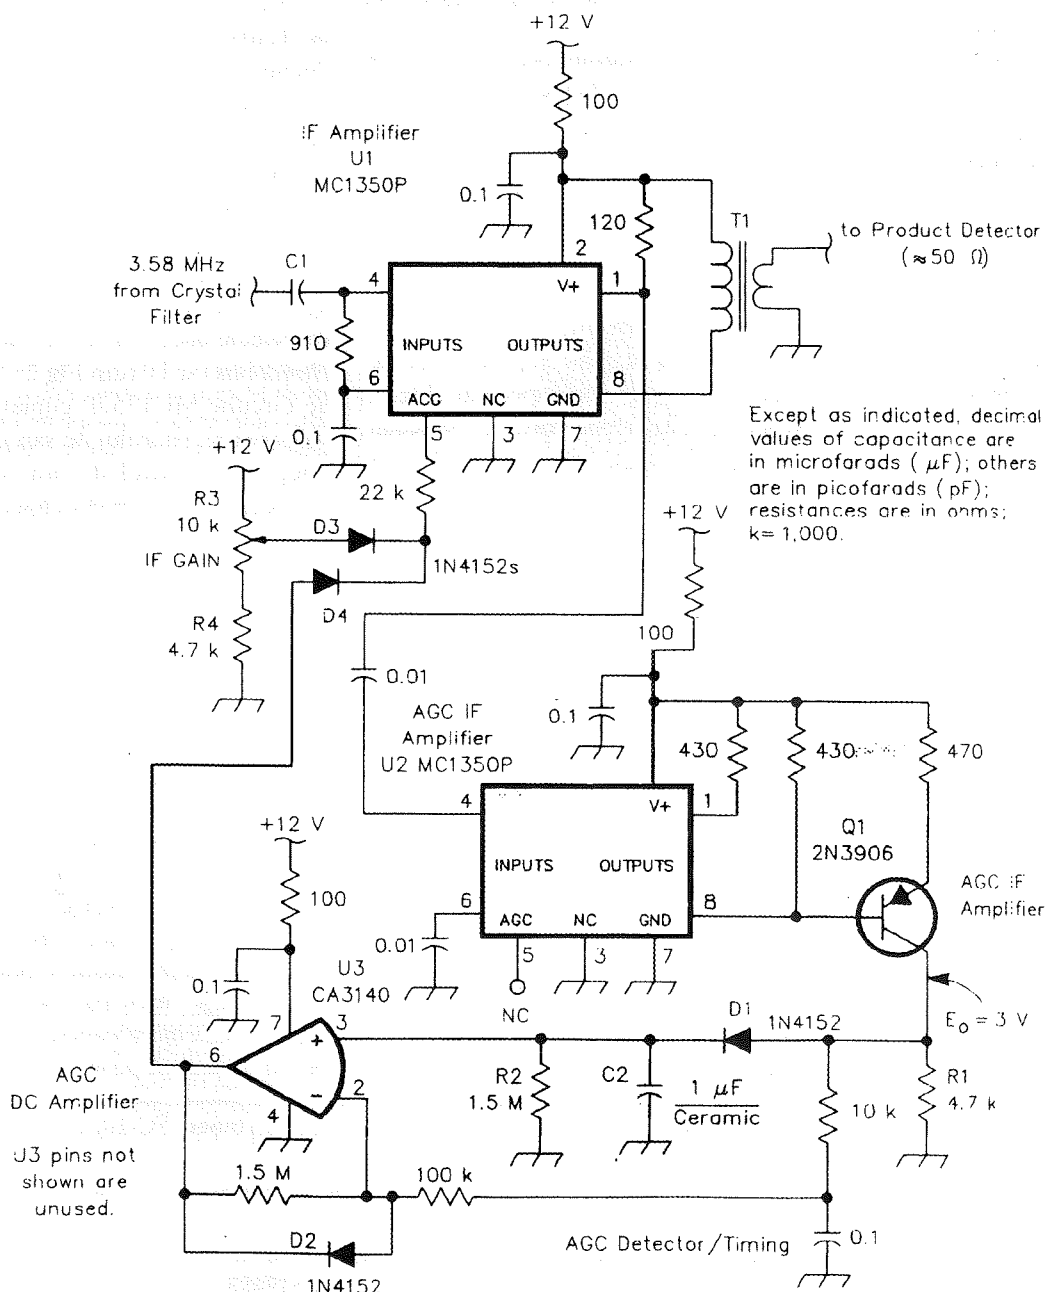 +12 V
100
IF Amplifier
U1
MC1350P
0.1
120
T1
to Product Detector
(≈50 Ω)
2
V+
1
3.58 MHz
from Crystal
Filter
C1
4
910
INPUTS
OUTPUTS
6
8
ACG
NC
GND
5
3
7
0.1
Except as indicated, decimal
values of capacitance are
in microfarads ( μF); others
are in picofarads ( pF);
resistances are in ohms;
k= 1,000.
+12 V
R3
10 k
IF GAIN
22 k
D3
1N4152s
D4
R4
4.7 k
+12 V
100
0.01
AGC IF
Amplifier
U2 MC1350P
0.1
430
430
470
4
V+
1
Q1
2N3906
INPUTS
OUTPUTS
AGC IF
Amplifier
6
8
AGC
NC
GND
0.01
5
3
7
NC
+12 V
100
0.1
U3
CA3140
7
3
+
6
2
−
4
AGC
DC Amplifier
U3 pins not
shown are
unused.
D1
1N4152
Eo = 3 V
R2
1.5 M
C2
1 μF
Ceramic
10 k
R1
4.7 k
1.5 M
100 k
D2
1N4152
AGC Detector/Timing
0.1